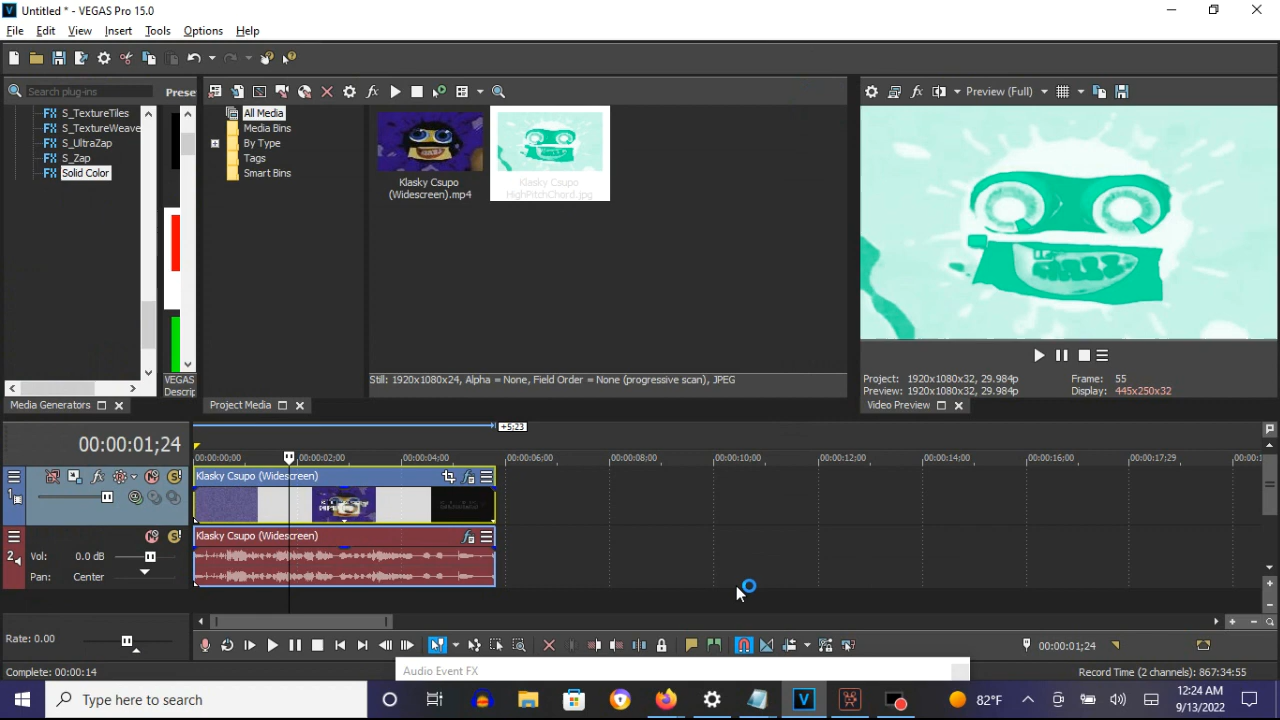 Untitled * - VEGAS Pro 15.0
File Edit View Insert Tools Options Help
Search plug-ins Prese
S_TextureTiles
S_TextureWeave
S_UltraZap
S_Zap
Solid Color
VEGAS
Descrip
Media Generators
All Media
Media Bins
By Type
Tags
Smart Bins
Klasky Csupo
(Widescreen).mp4
Klasky Csupo
HighPitchChord.jpg
Still: 1920x1080x24, Alpha = None, Field Order = None (progressive scan), JPEG
Project Media
Preview (Full)
Project: 1920x1080x32, 29.984p Frame: 55
Preview: 1920x1080x32, 29.984p Display: 445x250x32
Video Preview
+5;23
00:00:01;24
00:00:00;00 00:00:02;00 00:00:04;00 00:00:06;00 00:00:08;00 00:00:10;00 00:00:12;00 00:00:14;00 00:00:16;00 00:00:17;29
1
Klasky Csupo (Widescreen)
2
Klasky Csupo (Widescreen)
Vol: 0.0 dB
Pan: Center
Rate: 0.00
00:00:01;24
Complete: 00:00:14
Audio Event FX
Record Time (2 channels): 867:34:55
Type here to search
82°F
12:24 AM
9/13/2022